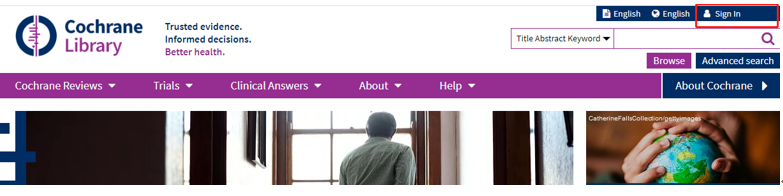 English English Sign In
Cochrane
Library
Trusted evidence.
Informed decisions.
Better health.
Title Abstract Keyword
Browse Advanced search
Cochrane Reviews Trials Clinical Answers About Help About Cochrane
CatherineFallsCollection/gettyimages